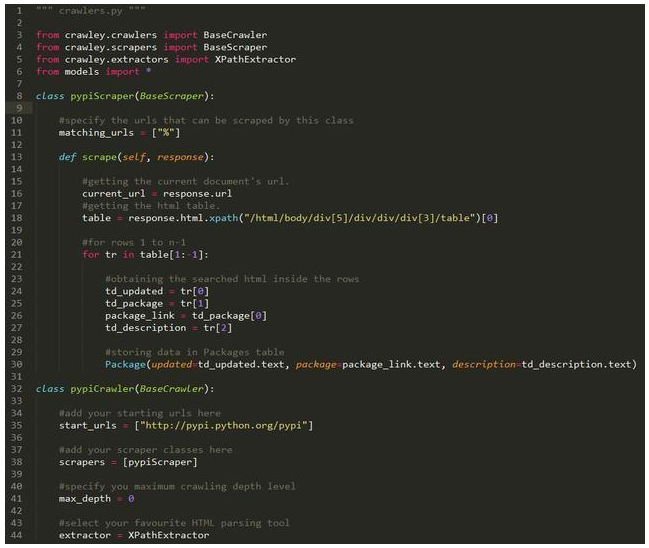 1 """ crawlers.py """
2
3 from crawley.crawlers import BaseCrawler
4 from crawley.scrapers import BaseScraper
5 from crawley.extractors import XPathExtractor
6 from models import *
7
8 class pypiScraper(BaseScraper):
9
10 #specify the urls that can be scraped by this class
11 matching_urls = ["%"]
12
13 def scrape(self, response):
14
15 #getting the current document's url.
16 current_url = response.url
17 #getting the html table.
18 table = response.html.xpath("/html/body/div[5]/div/div/div[3]/table")[0]
19
20 #for rows 1 to n-1
21 for tr in table[1:-1]:
22
23 #obtaining the searched html inside the rows
24 td_updated = tr[0]
25 td_package = tr[1]
26 package_link = td_package[0]
27 td_description = tr[2]
28
29 #storing data in Packages table
30 Package(updated=td_updated.text, package=package_link.text, description=td_description.text)
31
32 class pypiCrawler(BaseCrawler):
33
34 #add your starting urls here
35 start_urls = ["http://pypi.python.org/pypi"]
36
37 #add your scraper classes here
38 scrapers = [pypiScraper]
39
40 #specify you maximum crawling depth level
41 max_depth = 0
42
43 #select your favourite HTML parsing tool
44 extractor = XPathExtractor